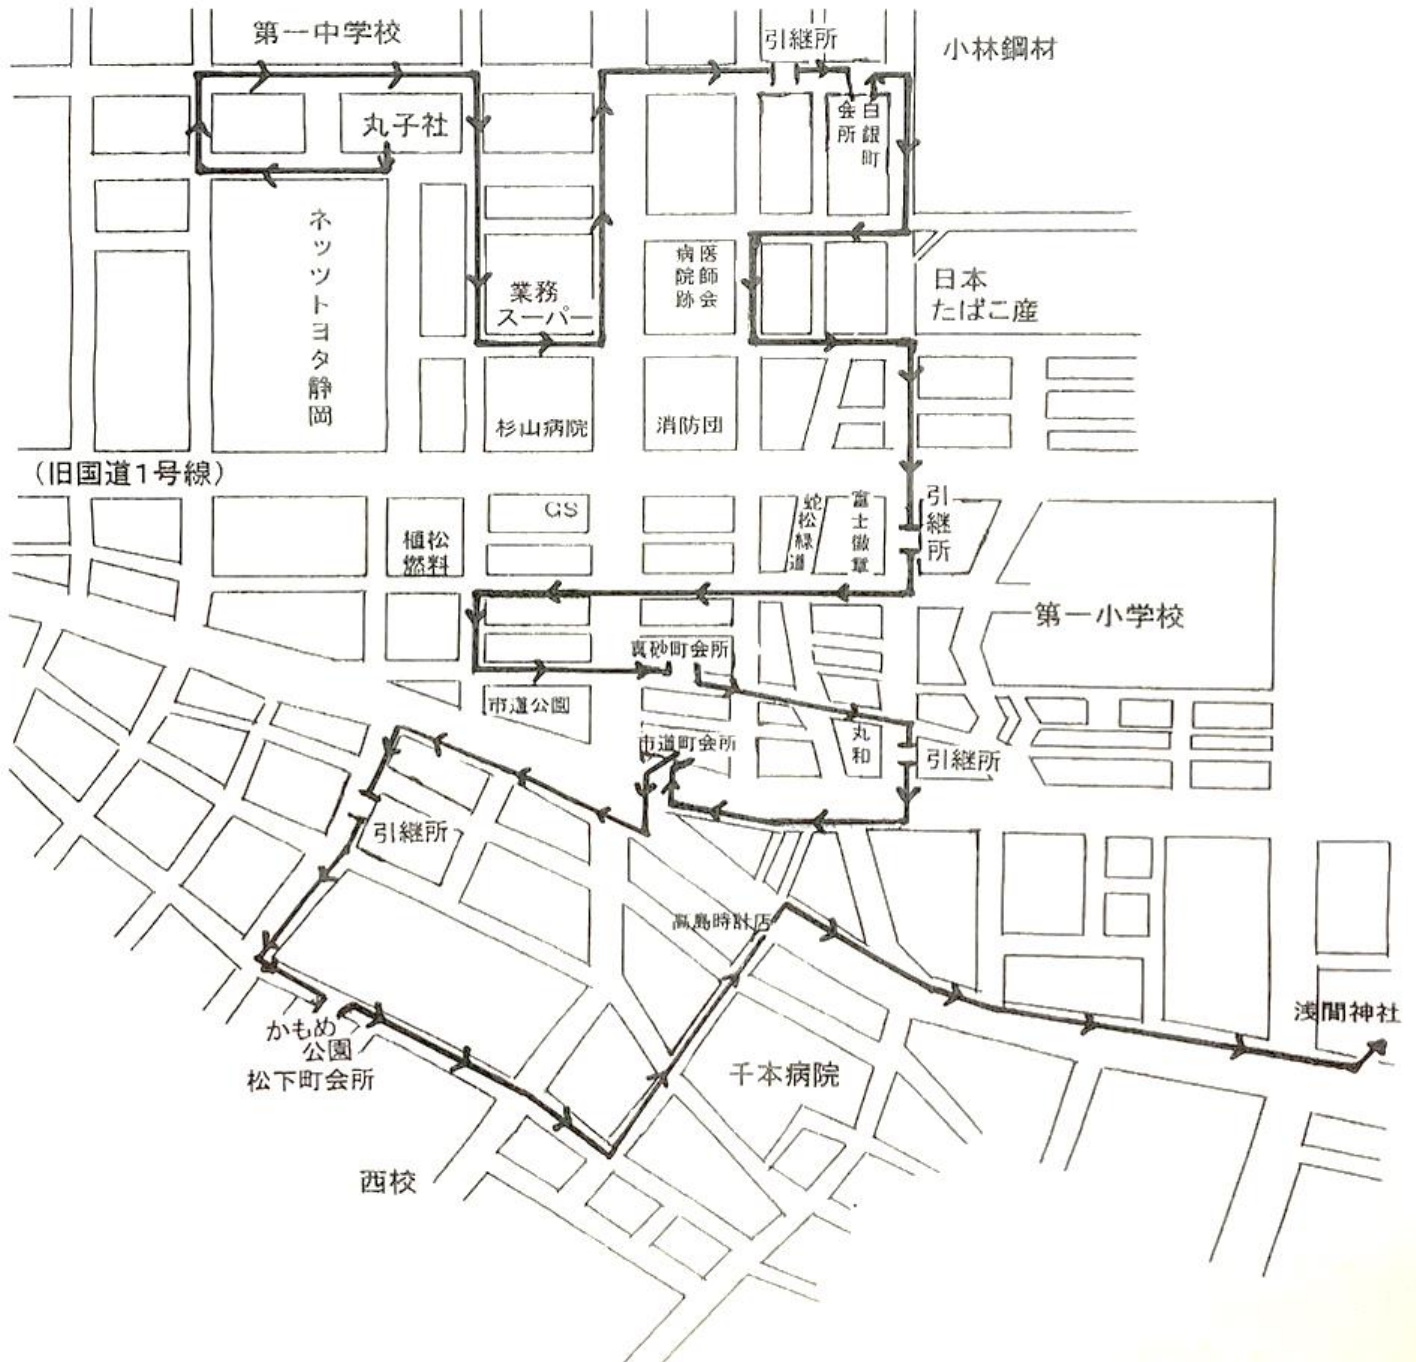 第一中学校
引継所
小林鋼材
丸子社
白銀町
会所
ネッツトヨタ静岡
医師会
病院跡
業務
スーパー
日本
たばこ産
杉山病院
消防団
（旧国道1号線）
GS
蛇松緑道
富士徽章
引継所
植松
燃料
第一小学校
真砂町会所
市道公園
市道町会所
丸和
引継所
引継所
高島時計店
浅間神社
かもめ
公園
松下町会所
千本病院
西校